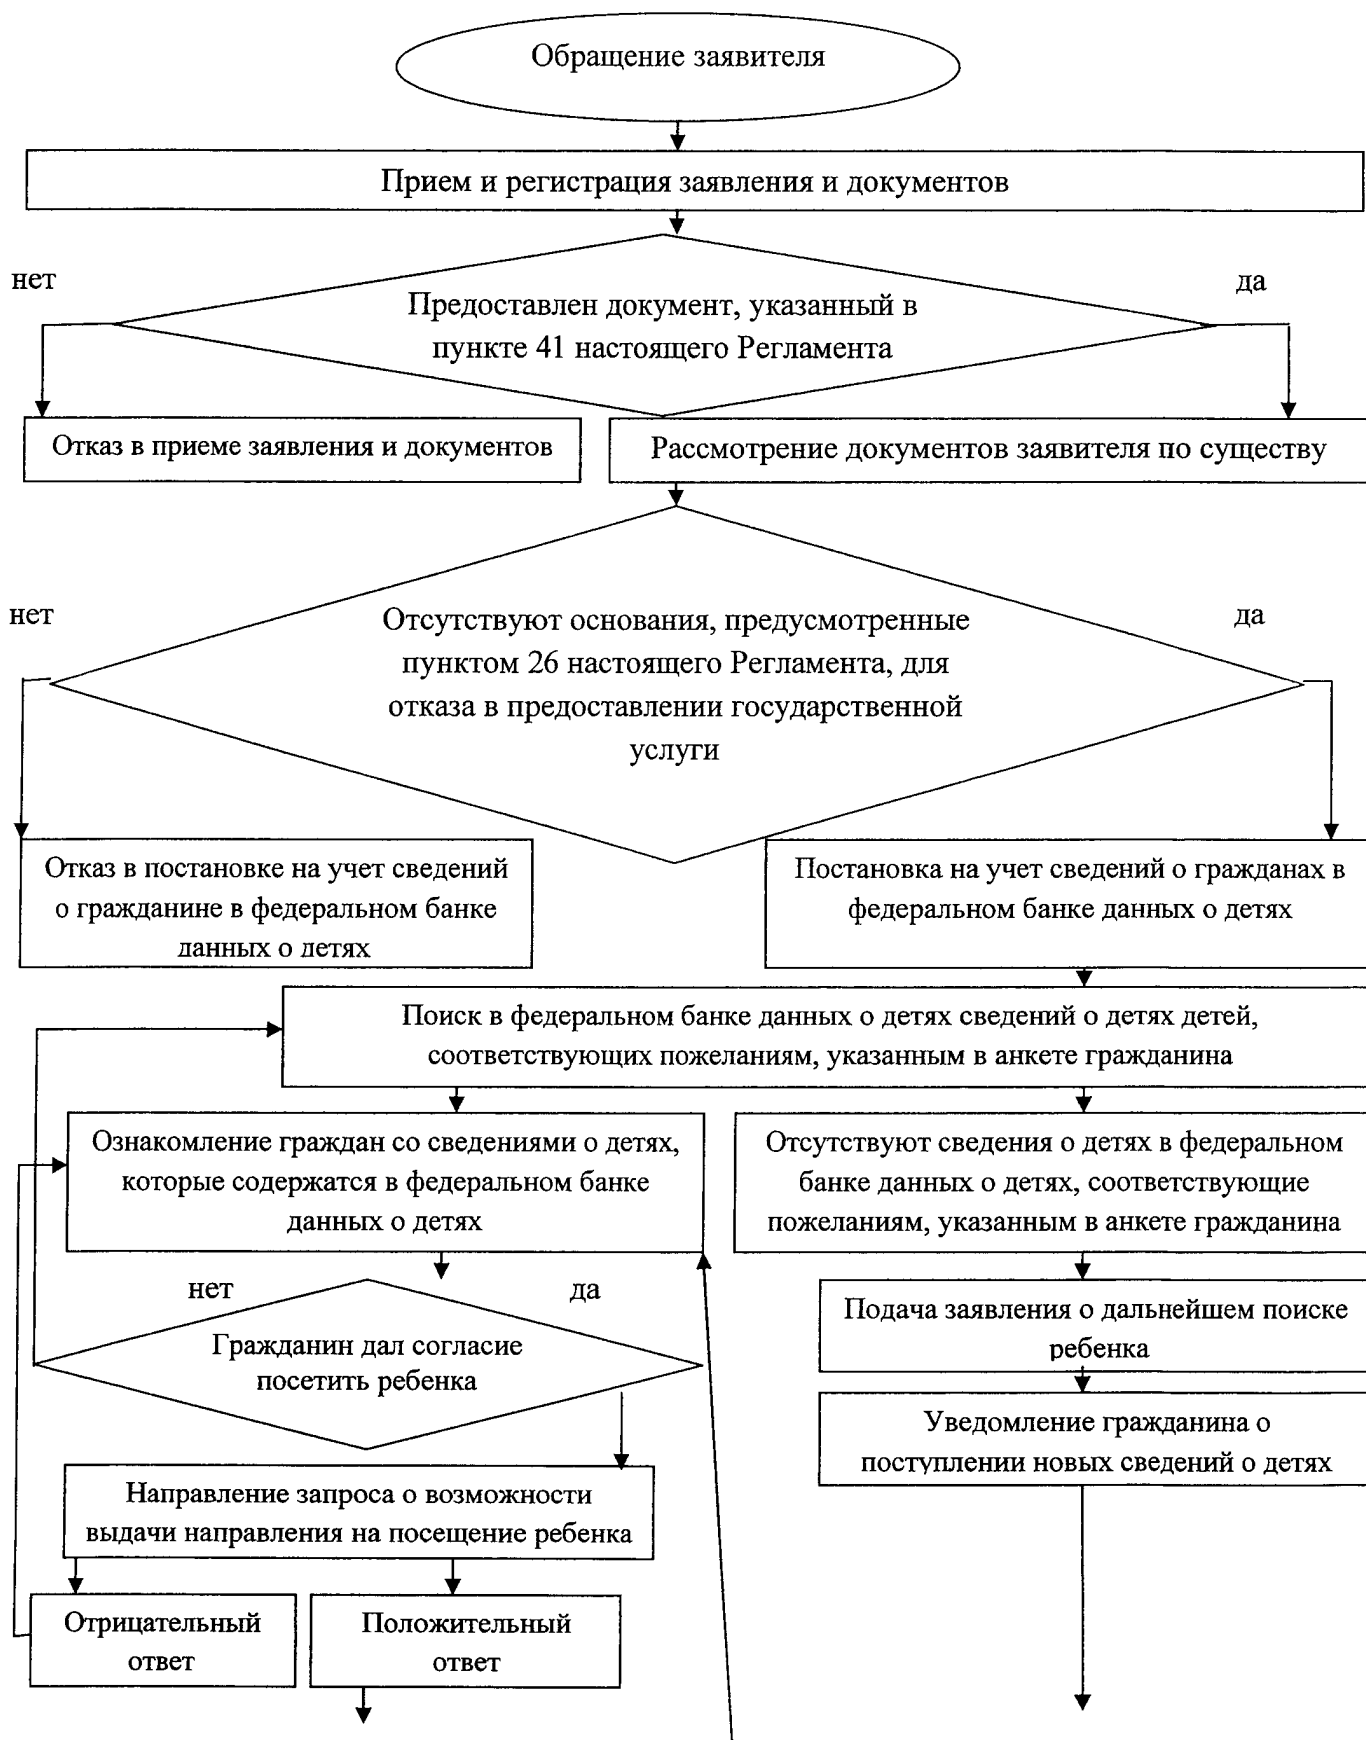 Обращение заявителя
Прием и регистрация заявления и документов
нет
да
Предоставлен документ, указанный в
пункте 41 настоящего Регламента
Отказ в приеме заявления и документов
Рассмотрение документов заявителя по существу
нет
да
Отсутствуют основания, предусмотренные
пунктом 26 настоящего Регламента, для
отказа в предоставлении государственной
услуги
Отказ в постановке на учет сведений
о гражданине в федеральном банке
данных о детях
Постановка на учет сведений о гражданах в
федеральном банке данных о детях
Поиск в федеральном банке данных о детях сведений о детях детей,
соответствующих пожеланиям, указанным в анкете гражданина
Ознакомление граждан со сведениями о детях,
которые содержатся в федеральном банке
данных о детях
Отсутствуют сведения о детях в федеральном
банке данных о детях, соответствующие
пожеланиям, указанным в анкете гражданина
нет
да
Гражданин дал согласие
посетить ребенка
Подача заявления о дальнейшем поиске
ребенка
Уведомление гражданина о
поступлении новых сведений о детях
Направление запроса о возможности
выдачи направления на посещение ребенка
Отрицательный
ответ
Положительный
ответ